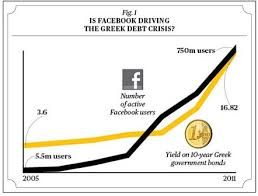 Fig. 1
IS FACEBOOK DRIVING
THE GREEK DEBT CRISIS?
750m users
f
Number
of active
Facebook users
3.6
16.82
1
5.5m users
Yield on 10-year Greek
government bonds
2005
2011